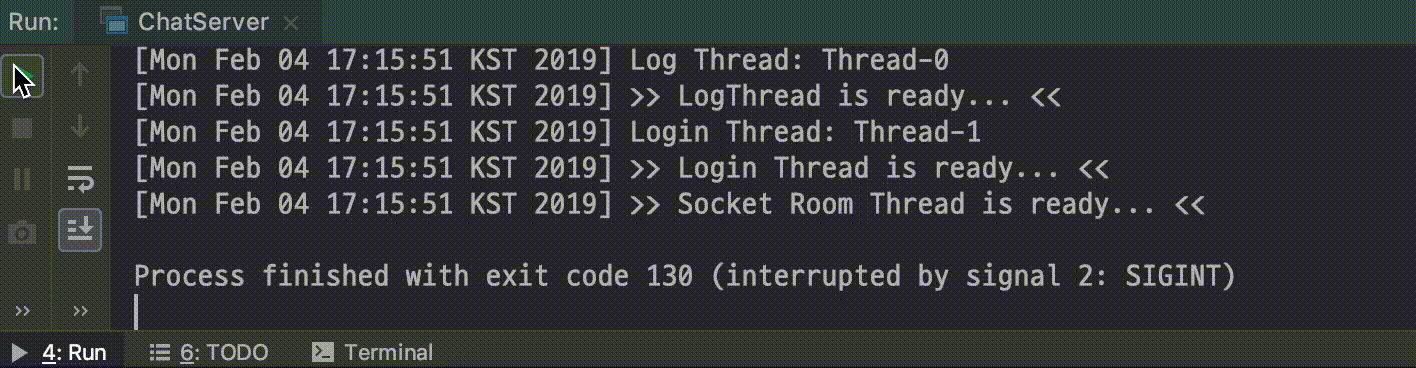 Run: ChatServer
[Mon Feb 04 17:15:51 KST 2019] Log Thread: Thread-0
[Mon Feb 04 17:15:51 KST 2019] >> LogThread is ready... <<
[Mon Feb 04 17:15:51 KST 2019] Login Thread: Thread-1
[Mon Feb 04 17:15:51 KST 2019] >> Login Thread is ready... <<
[Mon Feb 04 17:15:51 KST 2019] >> Socket Room Thread is ready... <<
Process finished with exit code 130 (interrupted by signal 2: SIGINT)
4: Run 6: TODO Terminal